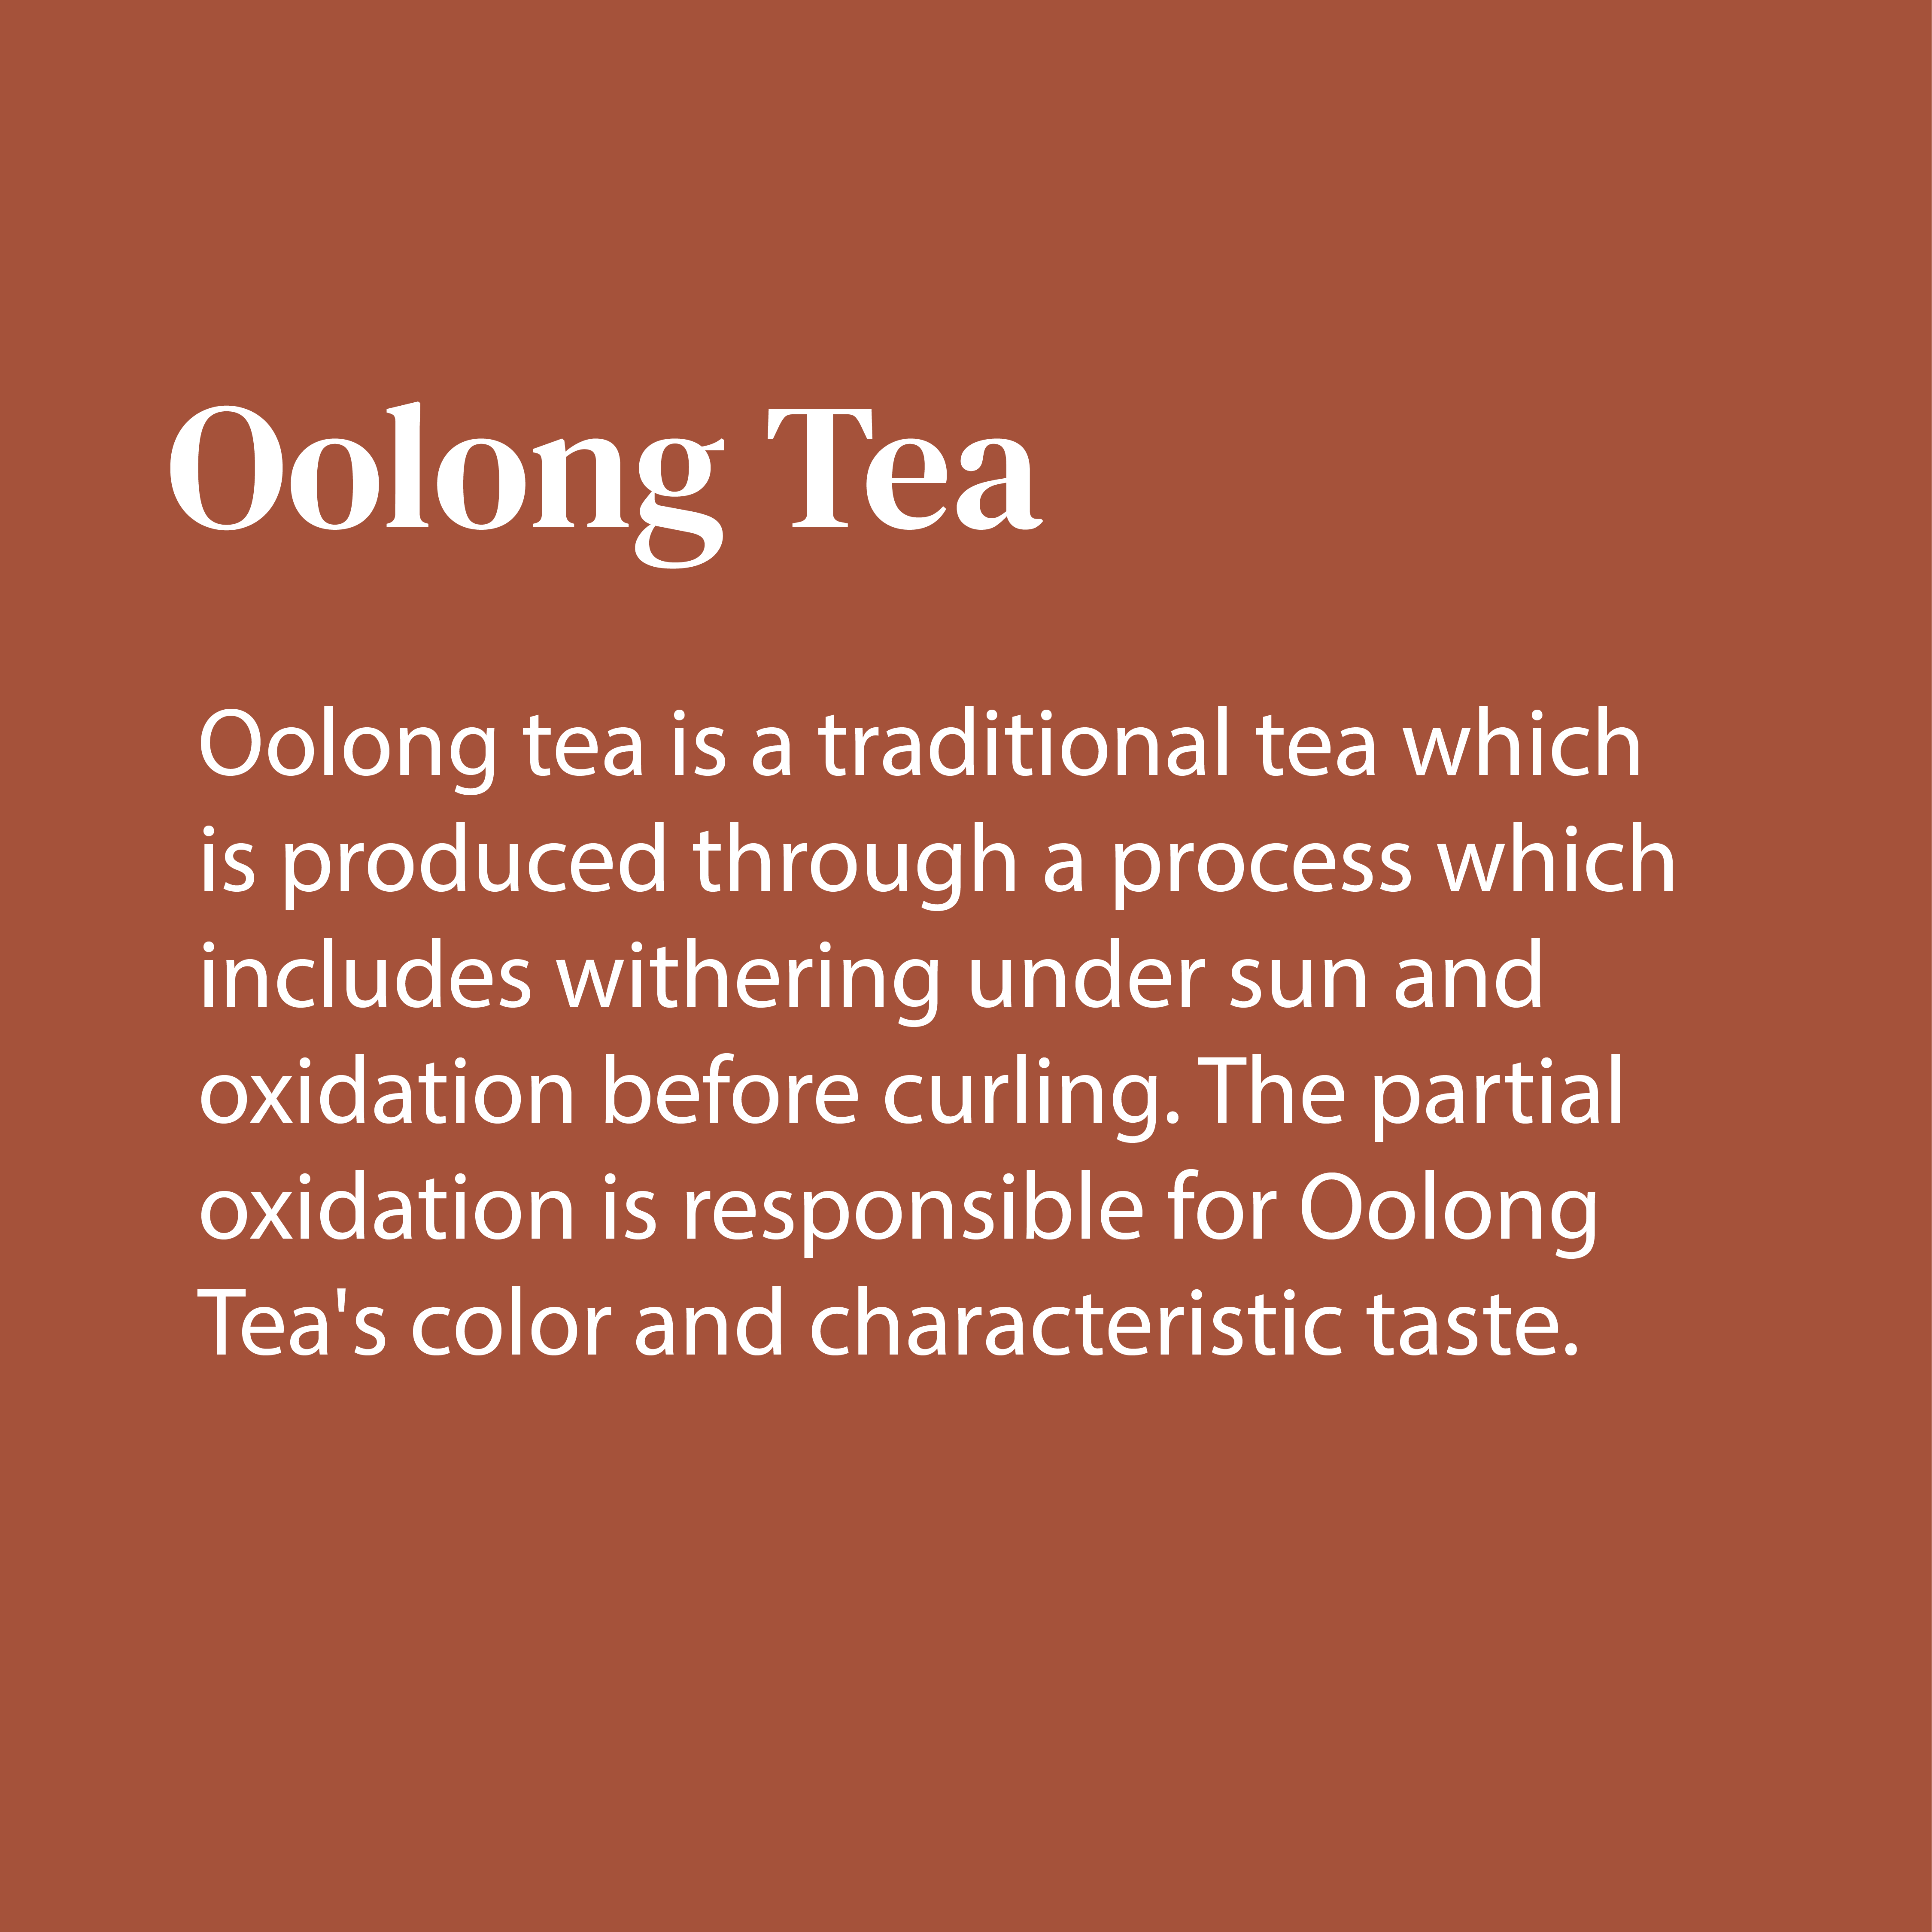 Oolong Tea
Oolong tea is a traditional tea which
is produced through a process which
includes withering under sun and
oxidation before curling. The partial
oxidation is responsible for Oolong
Tea's color and characteristic taste.